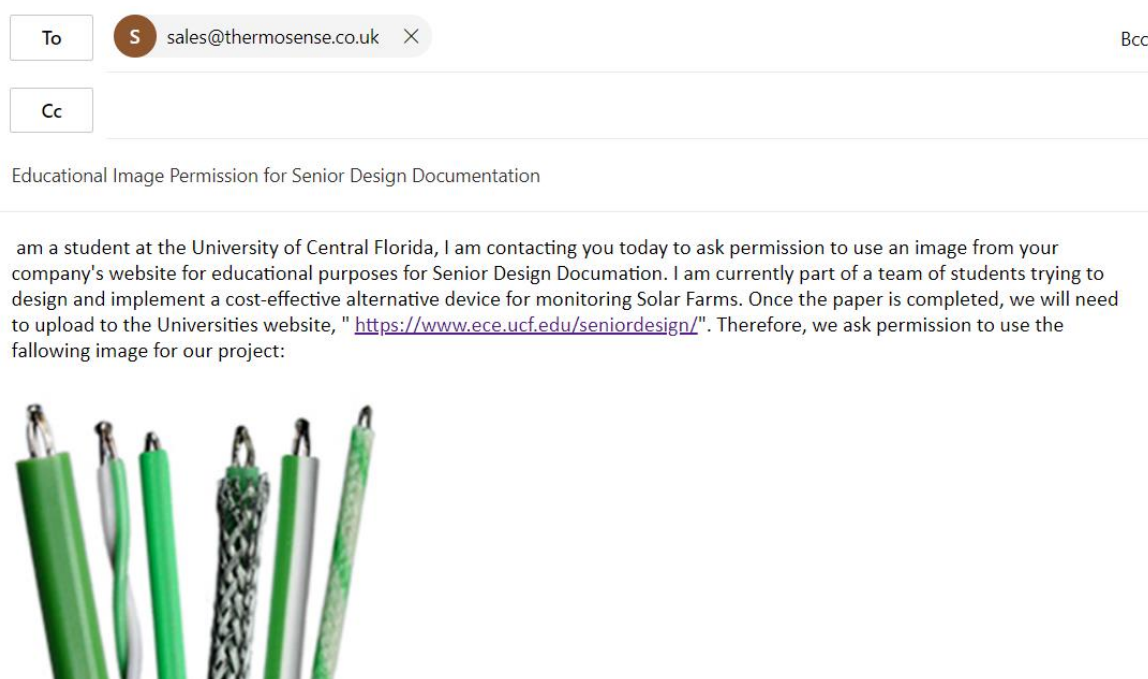 To
S sales@thermosense.co.uk
Bcc
Cc
Educational Image Permission for Senior Design Documentation
am a student at the University of Central Florida, I am contacting you today to ask permission to use an image from your
company's website for educational purposes for Senior Design Documation. I am currently part of a team of students trying to
design and implement a cost-effective alternative device for monitoring Solar Farms. Once the paper is completed, we will need
to upload to the Universities website, " https://www.ece.ucf.edu/seniordesign/". Therefore, we ask permission to use the
fallowing image for our project: